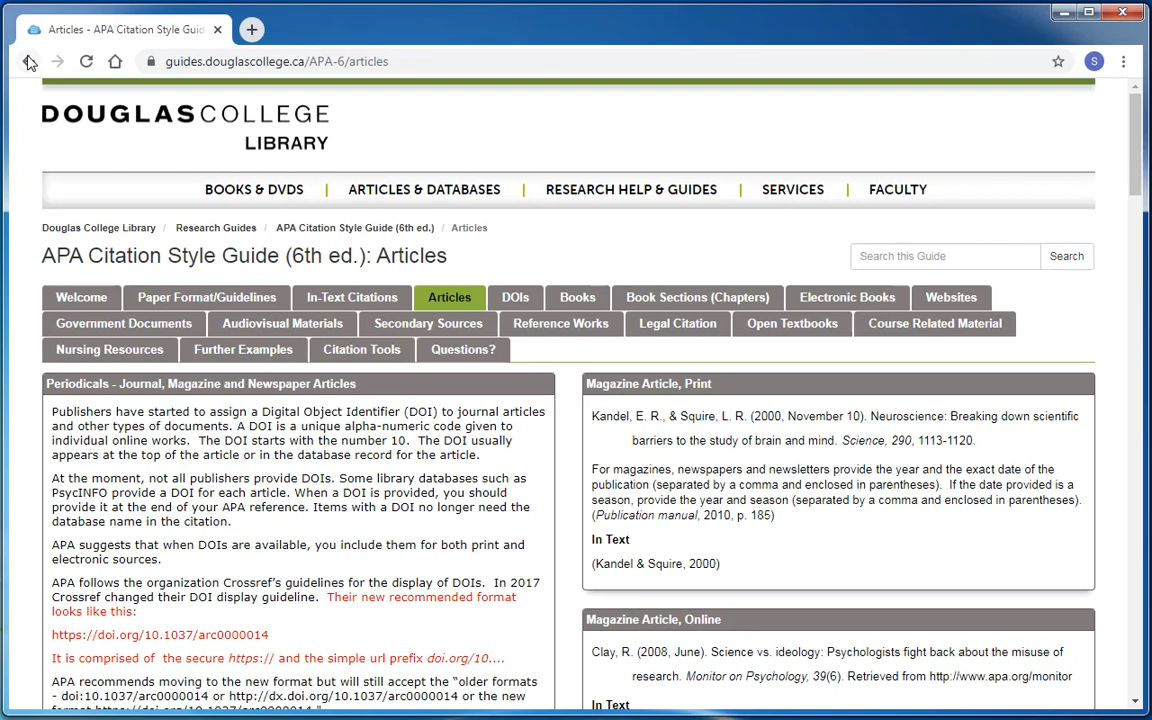 Articles - APA Citation Style Guid
guides.douglascollege.ca/APA-6/articles
S
DOUGLASCOLLEGE
LIBRARY
BOOKS & DVDS | ARTICLES & DATABASES | RESEARCH HELP & GUIDES | SERVICES | FACULTY
Douglas College Library / Research Guides / APA Citation Style Guide (6th ed.) / Articles
APA Citation Style Guide (6th ed.): Articles
Search this Guide Search
Welcome Paper Format/Guidelines In-Text Citations Articles DOIs Books Book Sections (Chapters) Electronic Books Websites
Government Documents Audiovisual Materials Secondary Sources Reference Works Legal Citation Open Textbooks Course Related Material
Nursing Resources Further Examples Citation Tools Questions?
Periodicals - Journal, Magazine and Newspaper Articles
Publishers have started to assign a Digital Object Identifier (DOI) to journal articles
and other types of documents. A DOI is a unique alpha-numeric code given to
individual online works. The DOI starts with the number 10. The DOI usually
appears at the top of the article or in the database record for the article.
At the moment, not all publishers provide DOIs. Some library databases such as
PsycINFO provide a DOI for each article. When a DOI is provided, you should
provide it at the end of your APA reference. Items with a DOI no longer need the
database name in the citation.
APA suggests that when DOIs are available, you include them for both print and
electronic sources.
APA follows the organization Crossref's guidelines for the display of DOIs. In 2017
Crossref changed their DOI display guideline. Their new recommended format
looks like this:
https://doi.org/10.1037/arc0000014
It is comprised of the secure https:// and the simple url prefix doi.org/10....
APA recommends moving to the new format but will still accept the "older formats
- doi:10.1037/arc0000014 or http://dx.doi.org/10.1037/arc0000014 or the new
format https://doi.org/10.1037/arc0000014."
Magazine Article, Print
Kandel, E. R., & Squire, L. R. (2000, November 10). Neuroscience: Breaking down scientific
barriers to the study of brain and mind. Science, 290, 1113-1120.
For magazines, newspapers and newsletters provide the year and the exact date of the
publication (separated by a comma and enclosed in parentheses). If the date provided is a
season, provide the year and season (separated by a comma and enclosed in parentheses).
(Publication manual, 2010, p. 185)
In Text
(Kandel & Squire, 2000)
Magazine Article, Online
Clay, R. (2008, June). Science vs. ideology: Psychologists fight back about the misuse of
research. Monitor on Psychology, 39(6). Retrieved from http://www.apa.org/monitor
In Text